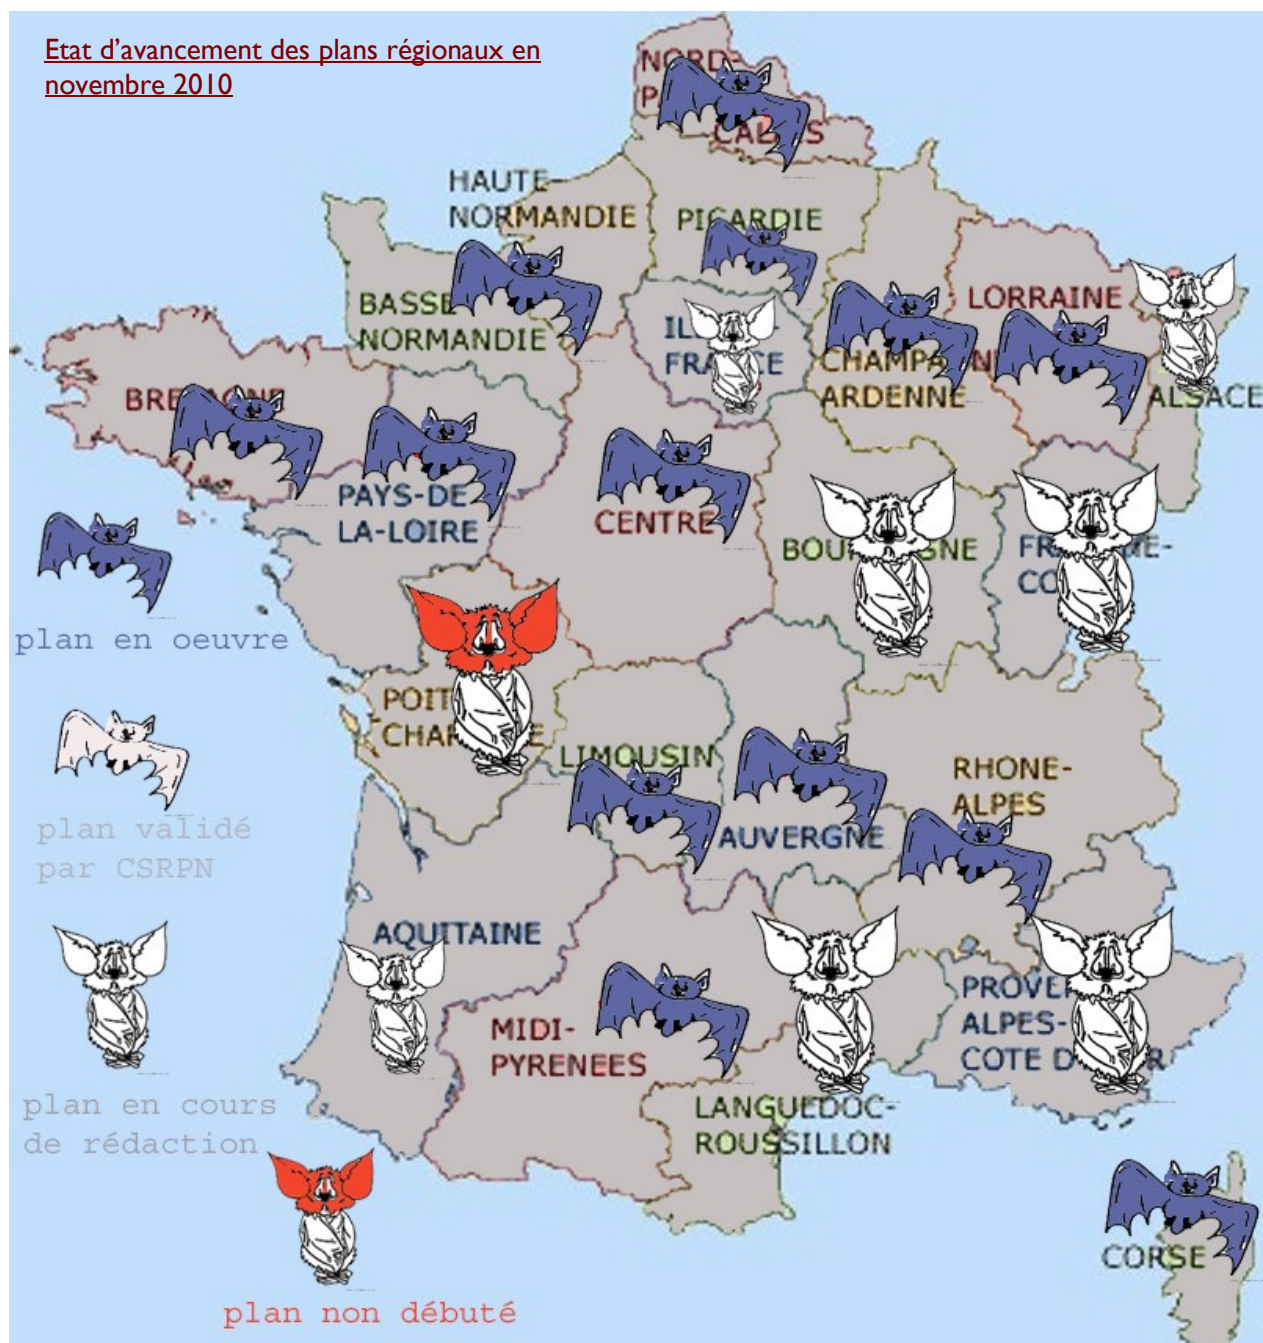 Etat d’avancement des plans régionaux en
novembre 2010
NORD-
HAUTE-
NORMANDIE
PICARDIE
BASSE
NORMANDIE
LORRAINE
CHAMPA
ARDENNE
ALSACE
PAYS-DE
LA-LOIRE
CENTRE
plan en oeuvre
LIMOUSIN
RHONE-
ALPES
AUVERGNE
plan validé
par CSRPN
AQUITAINE
MIDI-
PYRENEES
ALPES-
LANGUEDOC-
ROUSSILLON
plan en cours
de rédaction
CORSE
plan non débuté